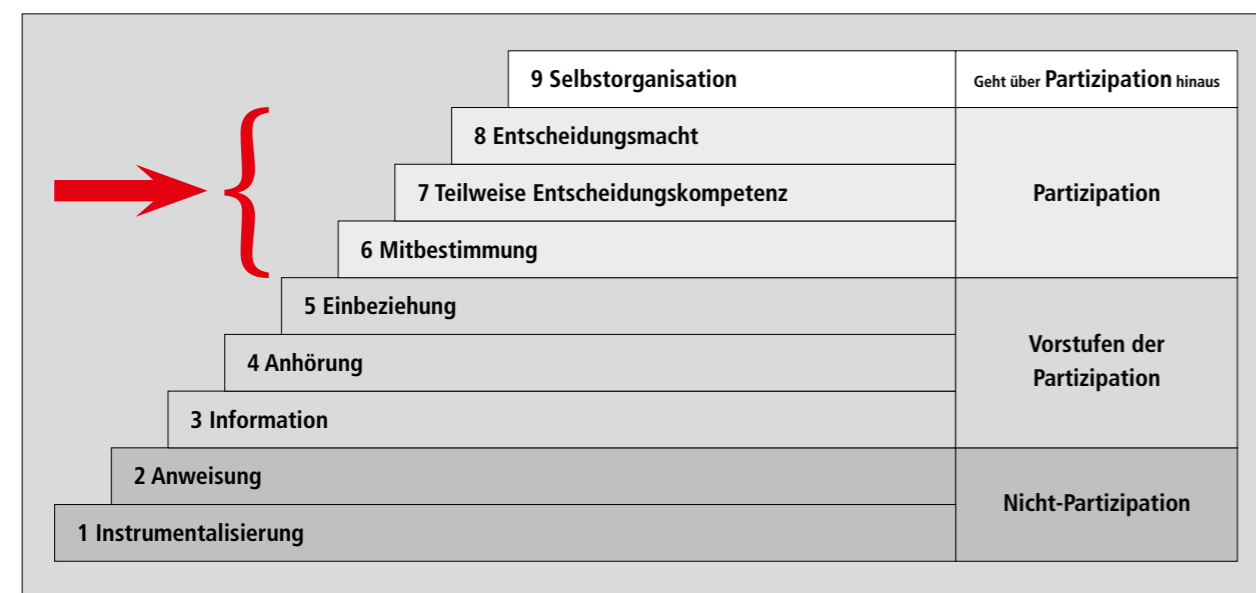 9 Selbstorganisation
Geht über Partizipation hinaus
8 Entscheidungsmacht
7 Teilweise Entscheidungskompetenz
6 Mitbestimmung
Partizipation
5 Einbeziehung
4 Anhörung
3 Information
Vorstufen der
Partizipation
2 Anweisung
1 Instrumentalisierung
Nicht-Partizipation